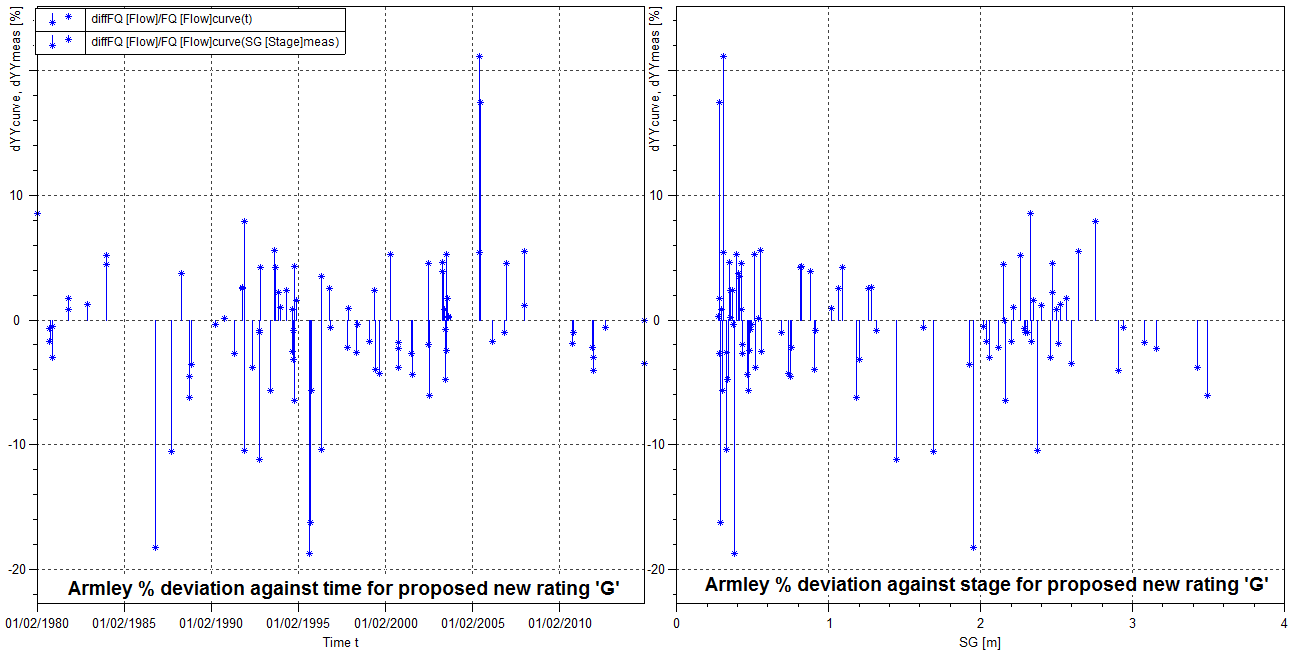 diffFQ [Flow]/FQ [Flow]curve(t)
diffFQ [Flow]/FQ [Flow]curve(SG [Stage]meas)
dYYcurve, dYYmeas [%]
10
0
-10
-20
Armley % deviation against time for proposed new rating 'G'
01/02/1980 01/02/1985 01/02/1990 01/02/1995 01/02/2000 01/02/2005 01/02/2010
Time t
dYYcurve, dYYmeas [%]
10
0
-10
-20
Armley % deviation against stage for proposed new rating 'G'
0 1 2 3 4
SG [m]